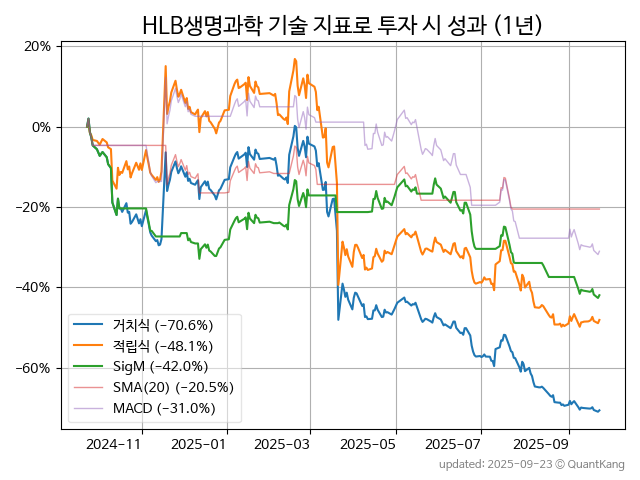 HLB생명과학 기술 지표로 투자 시 성과 (1년)
20%
0%
−20%
−40%
−60%
거치식 (−70.6%)
적립식 (−48.1%)
SigM (−42.0%)
SMA(20) (−20.5%)
MACD (−31.0%)
2024-11 2025-01 2025-03 2025-05 2025-07 2025-09
updated: 2025-09-23 ⓒ QuantKang